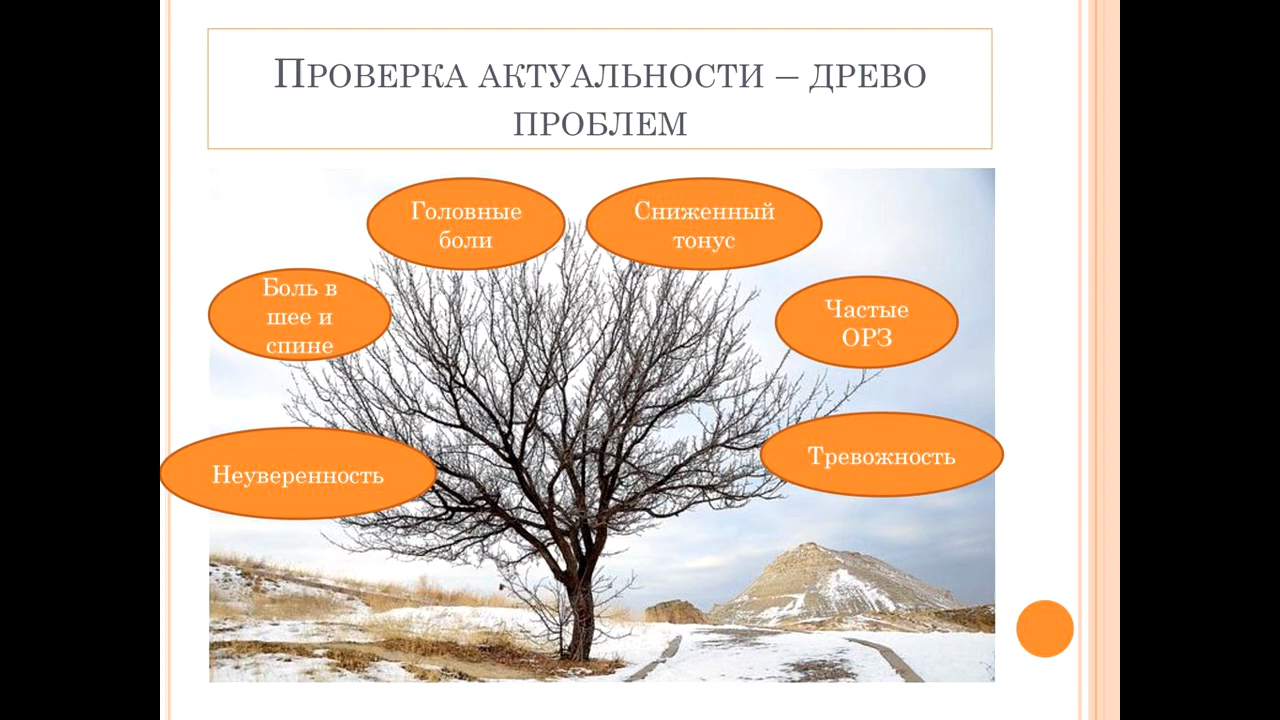 Проверка актуальности – древо
проблем
Головные
боли
Сниженный
тонус
Боль в
шее и
спине
Частые
ОРЗ
Неуверенность
Тревожность